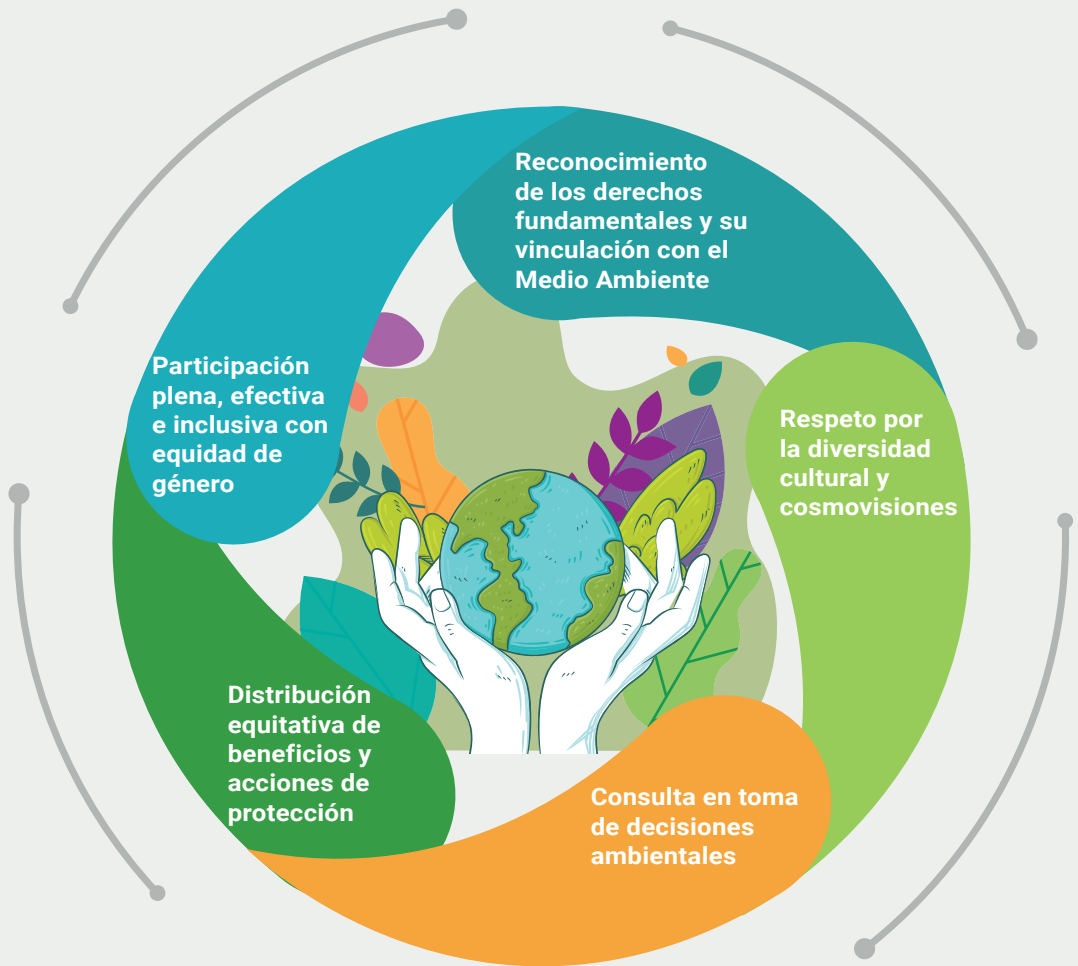 Reconocimiento
de los derechos
fundamentales y su
vinculación con el
Medio Ambiente
Respeto por
la diversidad
cultural y
cosmovisiones
Consulta en toma
de decisiones
ambientales
Distribución
equitativa de
beneficios y
acciones de
protección
Participación
plena, efectiva
e inclusiva con
equidad de
género